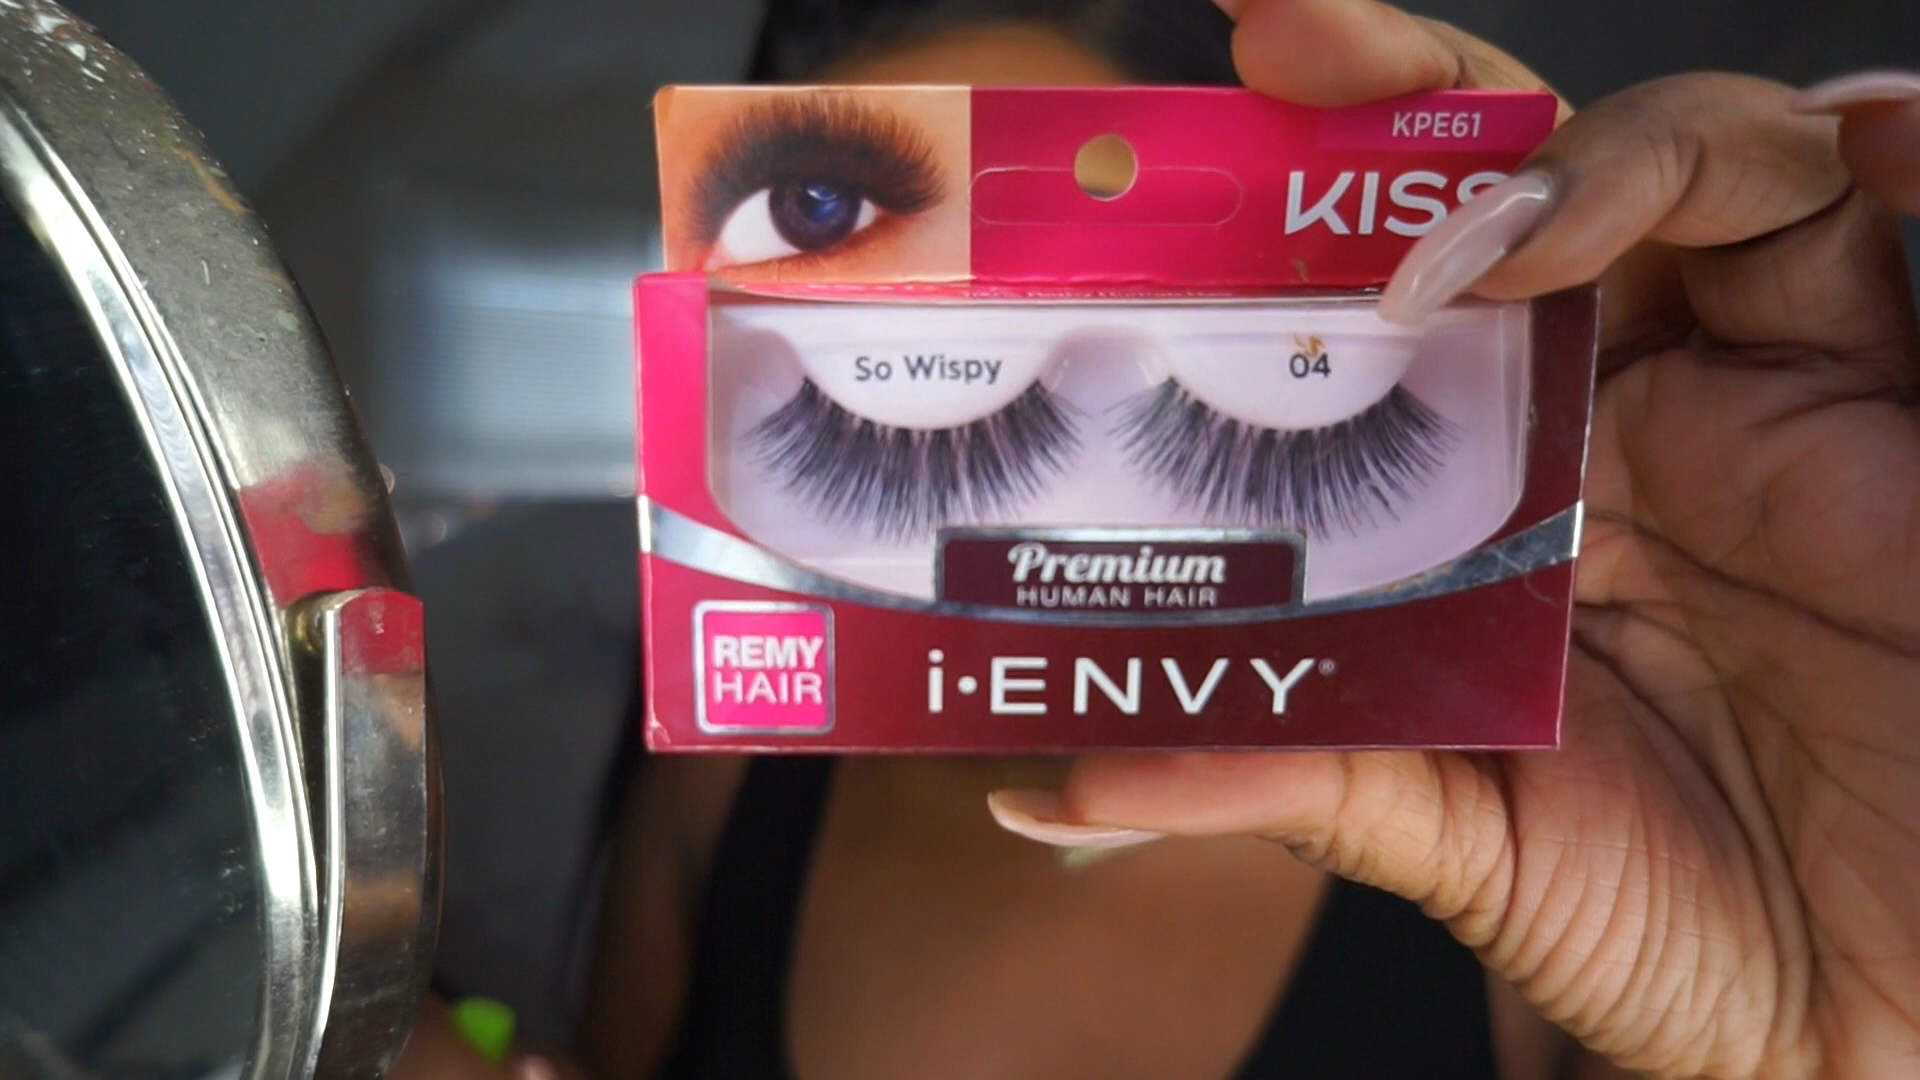 KPE61
KISS
So Wispy
04
Premium
HUMAN HAIR
REMY
HAIR
i•ENVY®